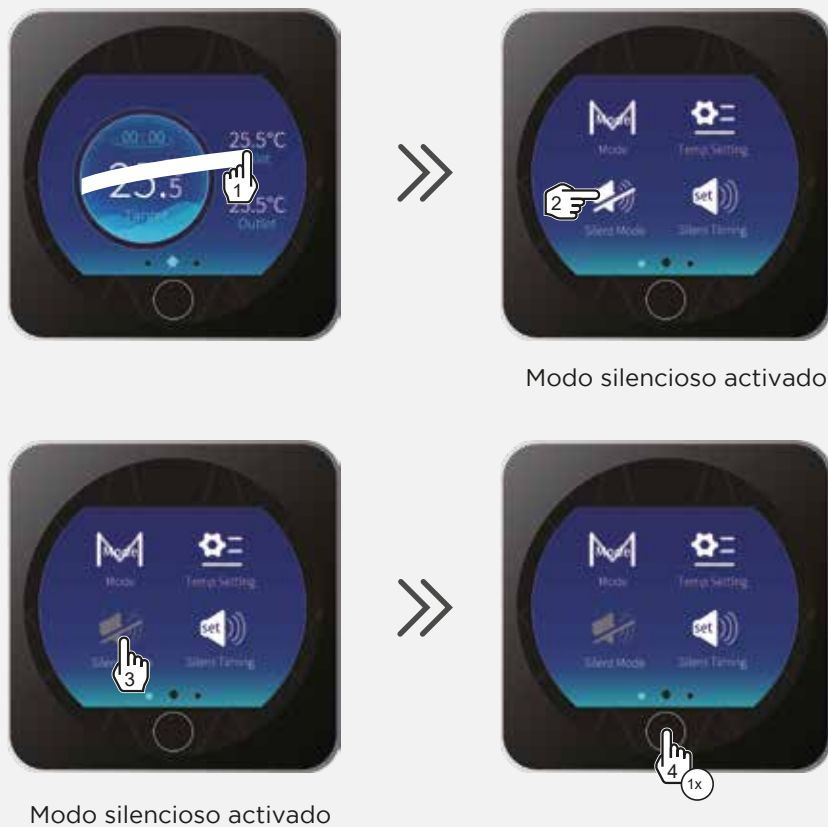 00:00
25.5°C
25.5
1
Target
25.5°C
Outlet
Mode
Mode
Temp Setting
2
set
Silent Mode
Silent Timing
Modo silencioso activado
Mode
Mode
Temp Setting
set
3
Silent Timing
Mode
Mode
Temp Setting
set
Silent Mode
Silent Timing
4
1x
Modo silencioso activado